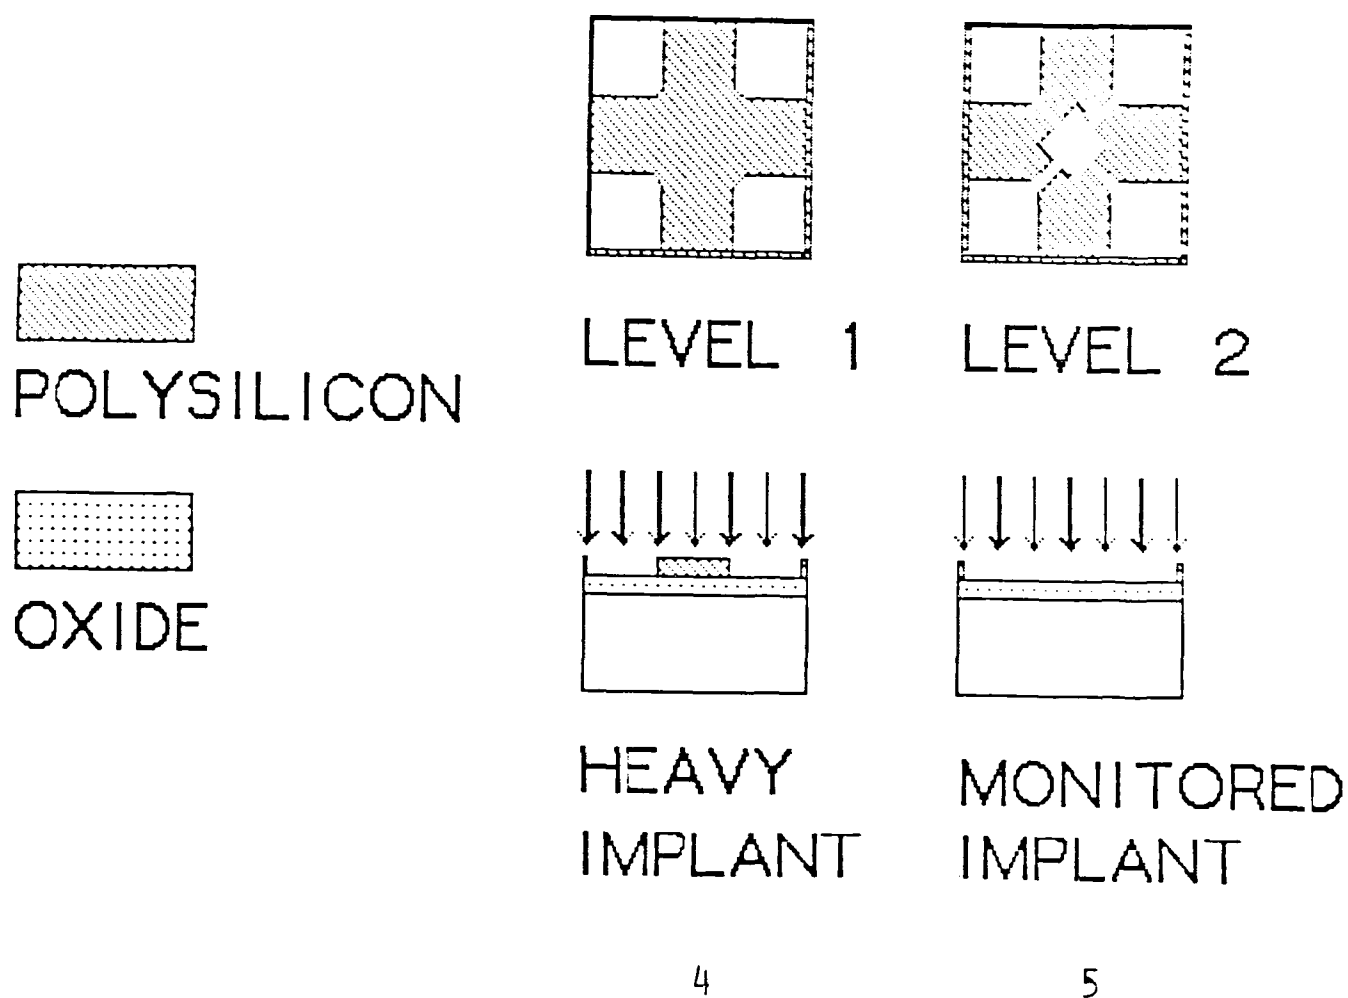 LEVEL 1
LEVEL 2
POLYSILICON
OXIDE
HEAVY
IMPLANT
MONITORED
IMPLANT
4
5